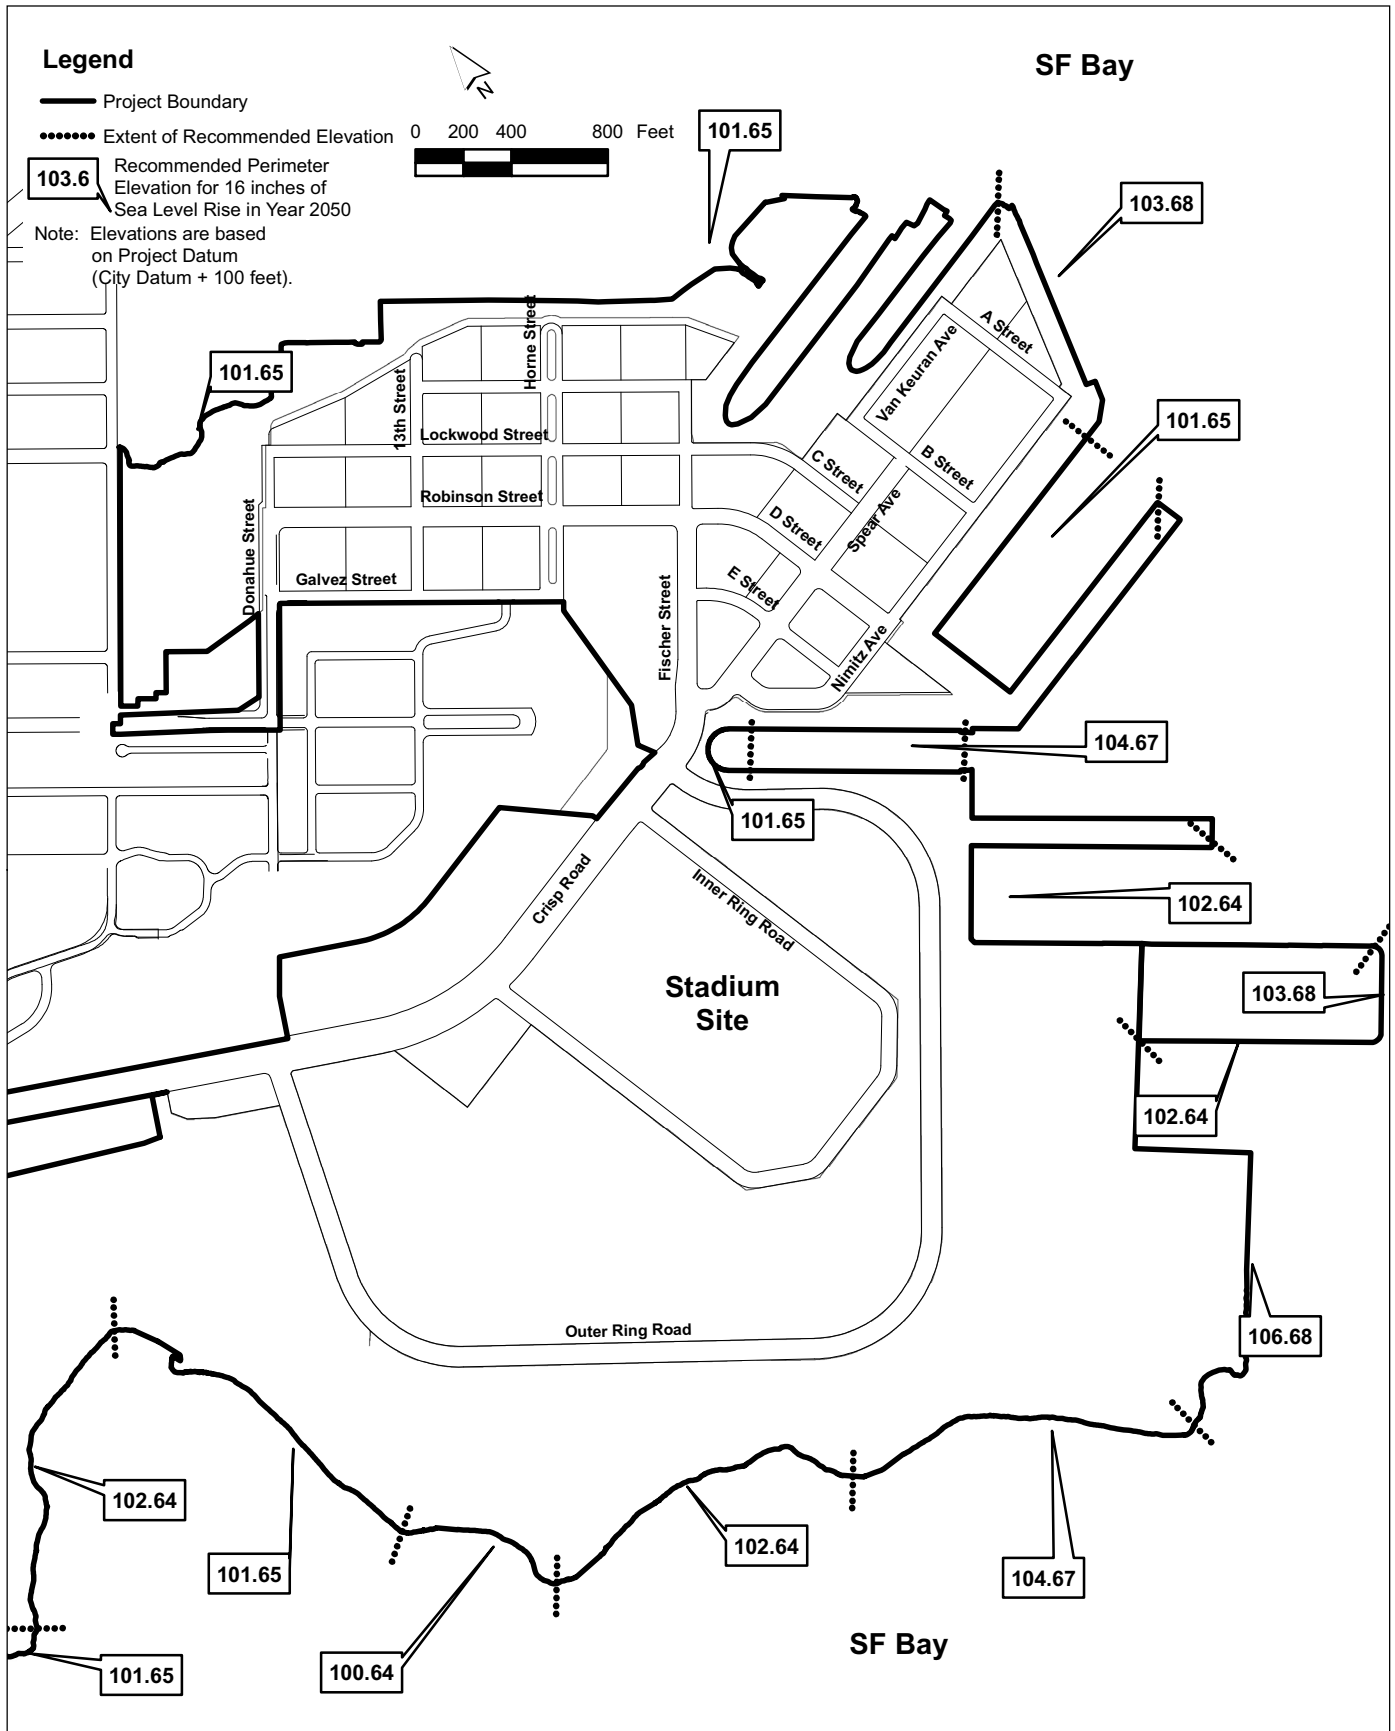 Legend
Project Boundary
Extent of Recommended Elevation
103.6
Recommended Perimeter
Elevation for 16 inches of
Sea Level Rise in Year 2050
Note: Elevations are based
on Project Datum
(City Datum + 100 feet).
N
0 200 400 800 Feet
SF Bay
101.65
103.68
101.65
101.65
A Street
Van Keuran Ave
B Street
C Street
D Street
Spear Ave
E Street
Nimitz Ave
Horne Street
13th Street
Lockwood Street
Robinson Street
Galvez Street
Donahue Street
Fischer Street
104.67
101.65
102.64
103.68
102.64
Crisp Road
Inner Ring Road
Stadium
Site
Outer Ring Road
106.68
102.64
101.65
102.64
104.67
101.65
100.64
SF Bay